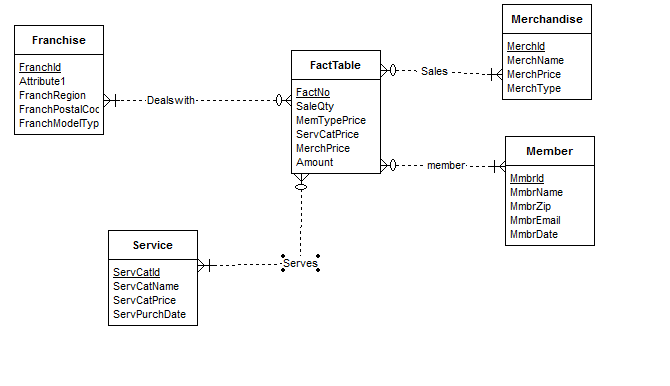 Franchise
FranchId
Attribute1
FranchRegion
FranchPostalCoc
FranchModelTyp
Dealswith
FactTable
FactNo
SaleQty
MemTypePrice
ServCatPrice
MerchPrice
Amount
Sales
Merchandise
MerchId
MerchName
MerchPrice
MerchType
member
Member
MmbrId
MmbrName
MmbrZip
MmbrEmail
MmbrDate
Service
ServCatId
ServCatName
ServCatPrice
ServPurchDate
Serves